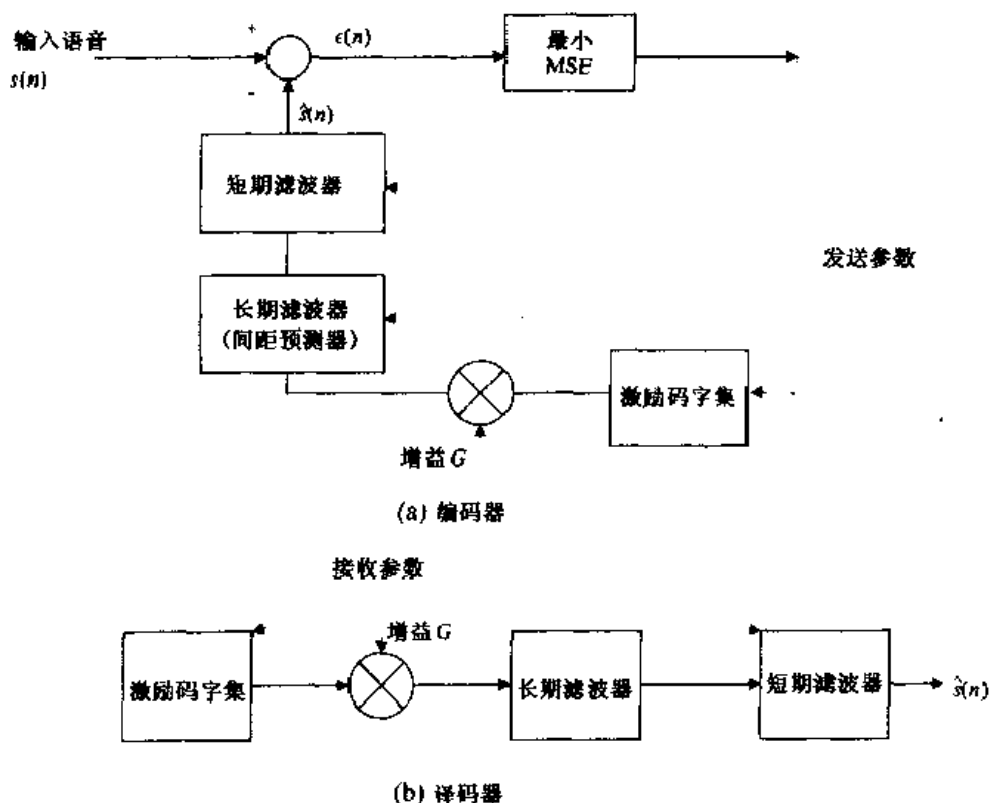 输入语音
s(n)
+
-
ϵ(n)
最小
MSE
ŝ(n)
短期滤波器
发送参数
长期滤波器
(间距预测器)
激励码字集
增益 G
(a) 编码器
接收参数
增益 G
激励码字集
长期滤波器
短期滤波器
ŝ(n)
(b) 译码器